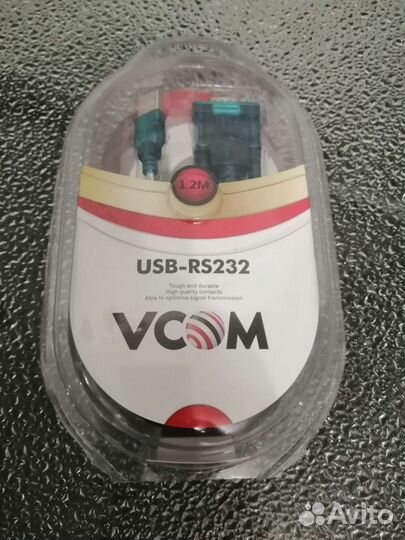 1.2M
USB-RS232
Tough and durable
High quality contacts
Able to optimise signal transmission
VCOM
Avito